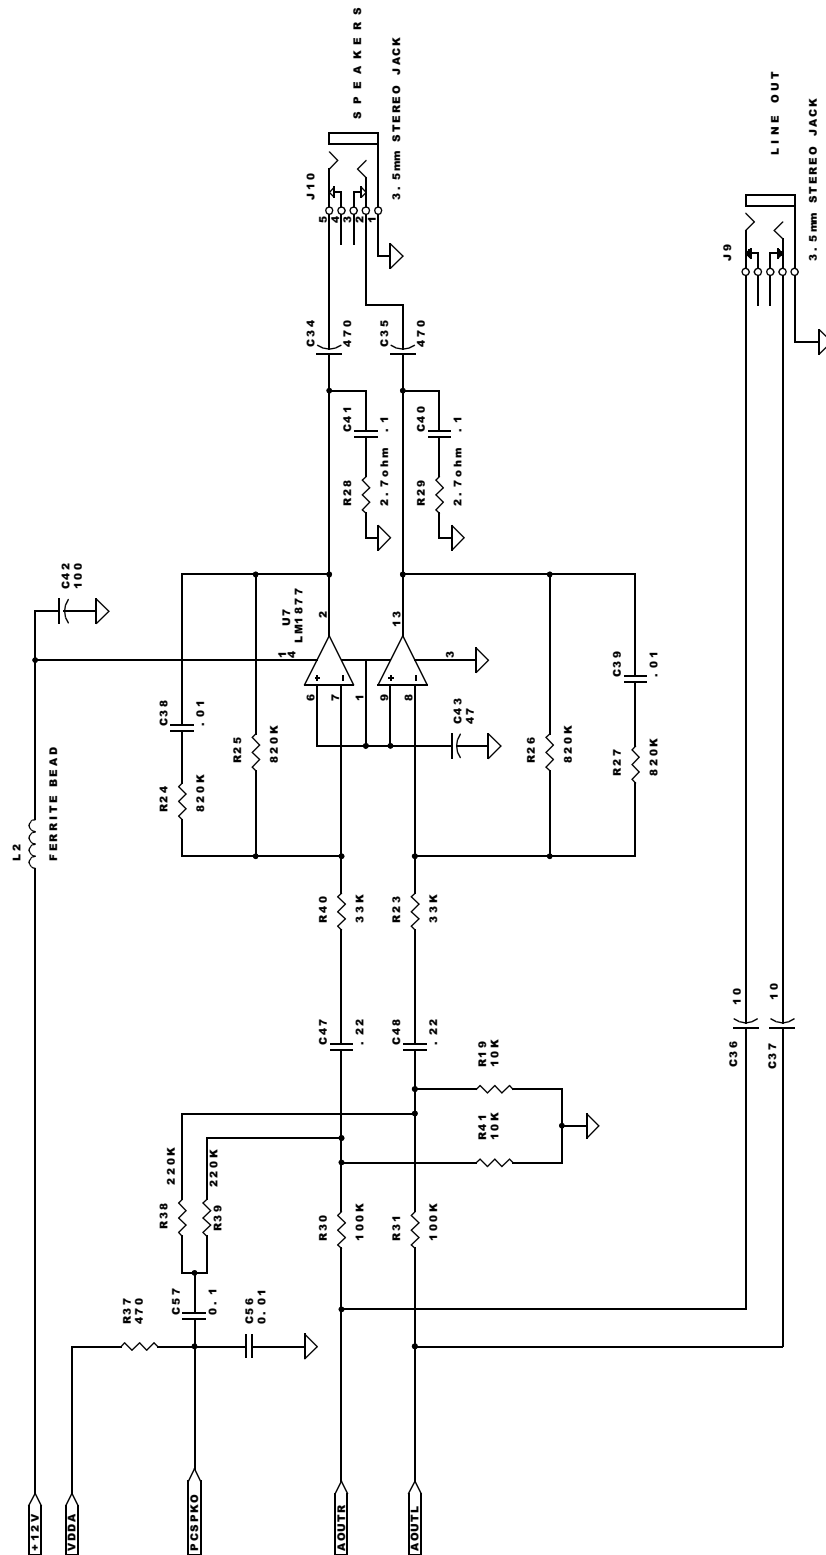 SPEAKERS
J10
5
4
3
2
1
3.5mm STEREO JACK
LINE OUT
J9
3.5mm STEREO JACK
C34
470
C35
470
C41
.1
R28
2.7ohm
C40
.1
R29
2.7ohm
C42
100
U7
LM1877
2
14
6
7
1
+
-
13
3
9
8
+
-
C43
47
C38
.01
R24
820K
R25
820K
C39
.01
R26
820K
R27
820K
L2
FERRITE BEAD
R40
33K
R23
33K
C47
.22
C48
.22
R19
10K
R41
10K
C36
10
C37
10
R38
220K
R39
220K
R30
100K
R31
100K
R37
470
C57
0.1
C56
0.01
+12V
VDDA
PCSPKO
AOUTR
AOUTL